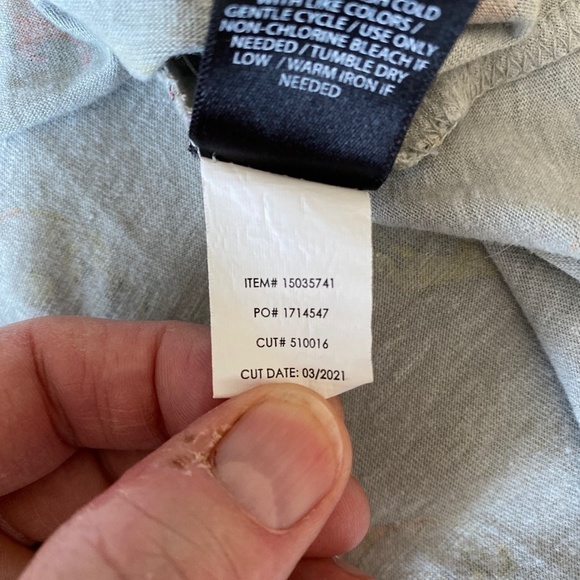 COLD
WITH LIKE COLORS /
GENTLE CYCLE / USE ONLY
NON-CHLORINE BLEACH IF
NEEDED / TUMBLE DRY
LOW / WARM IRON IF
NEEDED
ITEM# 15035741
PO# 1714547
CUT# 510016
CUT DATE: 03/2021